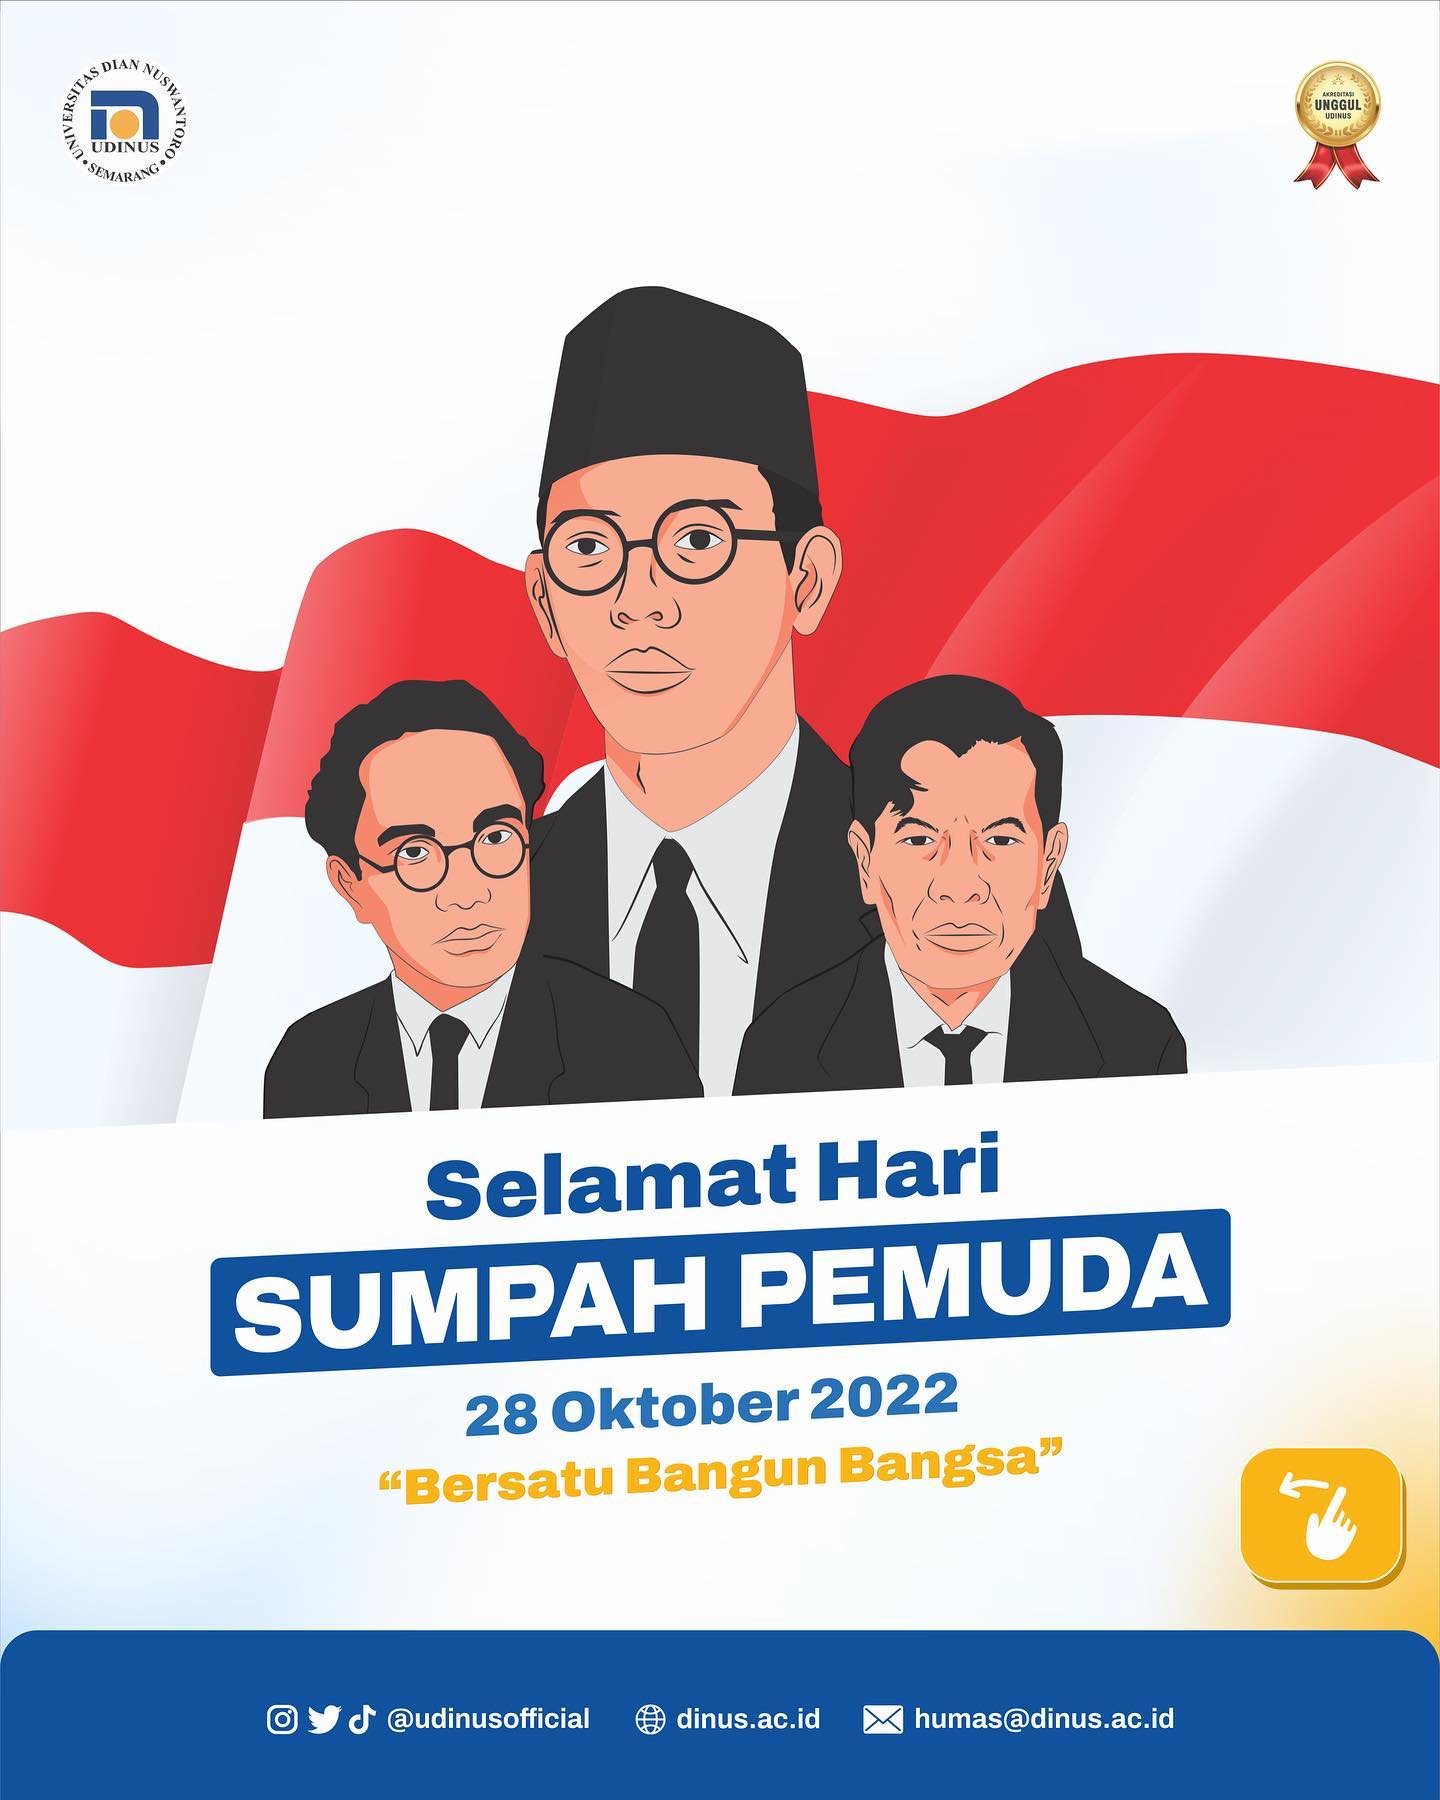 UNIVERSITAS DIAN NUSWANTORO
UDINUS
• SEMARANG •
AKREDITASI
UNGGUL
UDINUS
Selamat Hari
SUMPAH PEMUDA
28 Oktober 2022
“Bersatu Bangun Bangsa”
@udinusofficial dinus.ac.id humas@dinus.ac.id